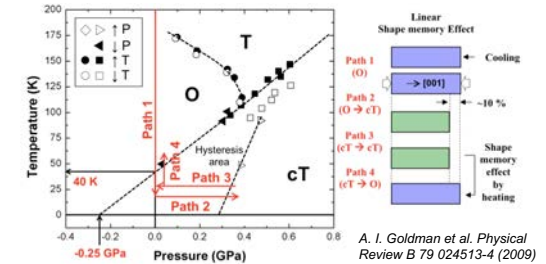 200
175
150
125
100
75
50
25
0
Temperature (K)
↑ P
↓ P
↑ T
↓ T
T
O
cT
Hysteresis
area
Path 1
Path 4
Path 3
Path 2
40 K
-0.4
-0.2
0.0
0.2
0.4
0.6
0.8
-0.25 GPa
Pressure (GPa)
Linear
Shape memory Effect
Path 1
(O)
Cooling
→ [001]
Path 2
(O → cT)
~10 %
Path 3
(cT → cT)
Path 4
(cT → O)
Shape
memory
effect
by
heating
A. I. Goldman et al. Physical
Review B 79 024513-4 (2009)